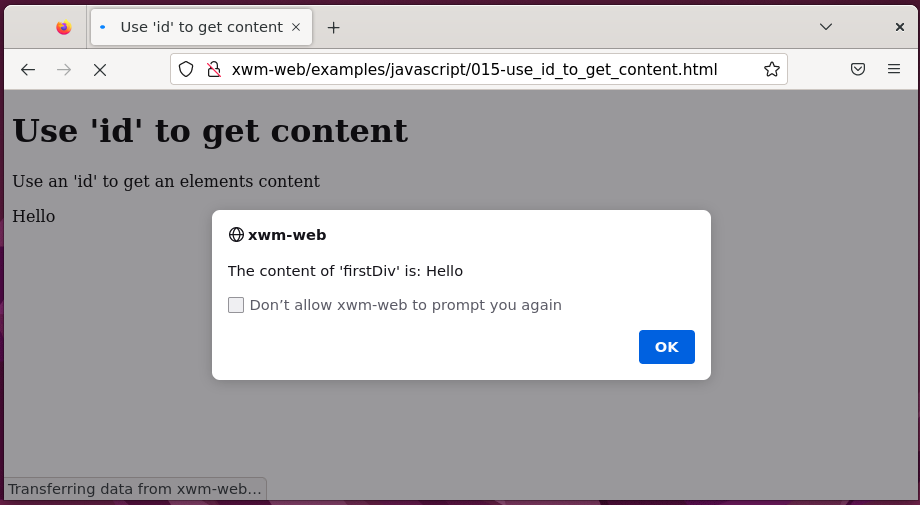 Use 'id' to get content
xwm-web/examples/javascript/015-use_id_to_get_content.html
Use 'id' to get content
Use an 'id' to get an elements content
Hello
xwm-web
The content of 'firstDiv' is: Hello
Don’t allow xwm-web to prompt you again
OK
Transferring data from xwm-web…